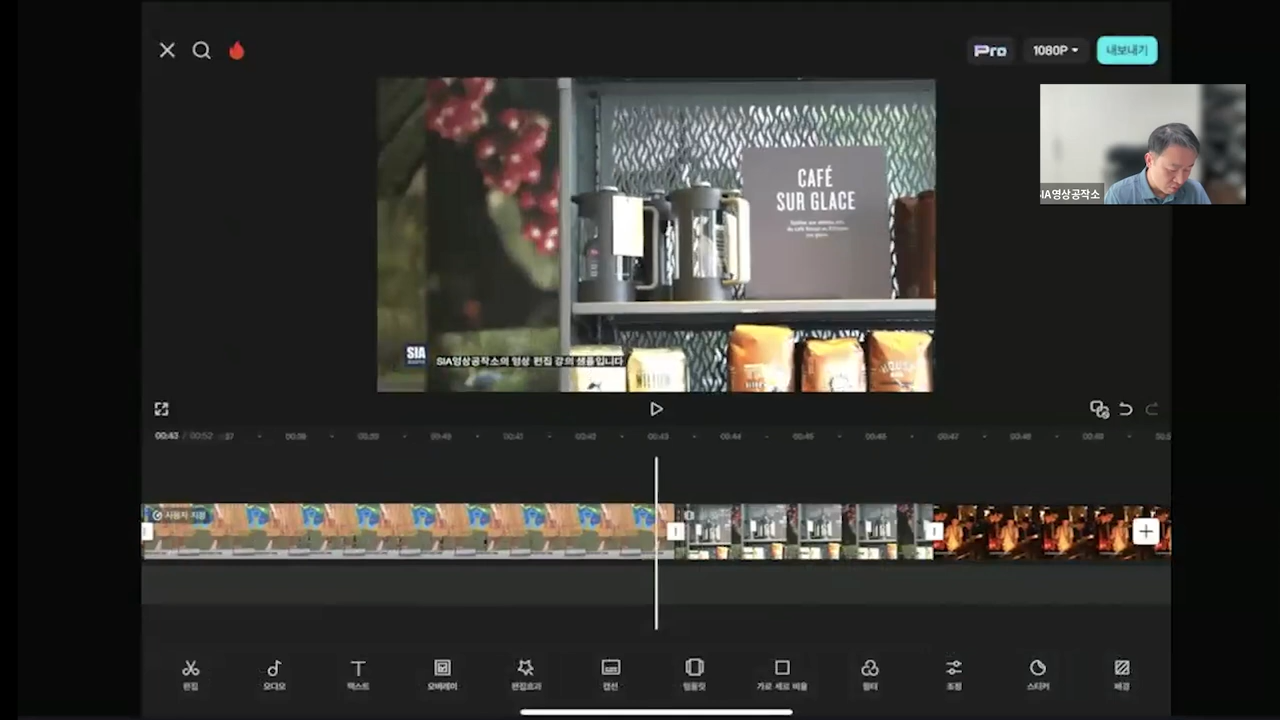 Pro
1080P
내보내기
CAFÉ
SUR GLACE
SIA영상공작소
SIA
SIA영상공작소의 영상 편집 강의 샘플입니다
00:43 / 00:52
00:39
00:40
00:41
00:42
00:43
00:44
00:45
00:47
00:48
00:49
사용자 지정
편집
오디오
텍스트
오버레이
편집효과
캡션
템플릿
가로 세로 비율
필터
조정
스티커
배경